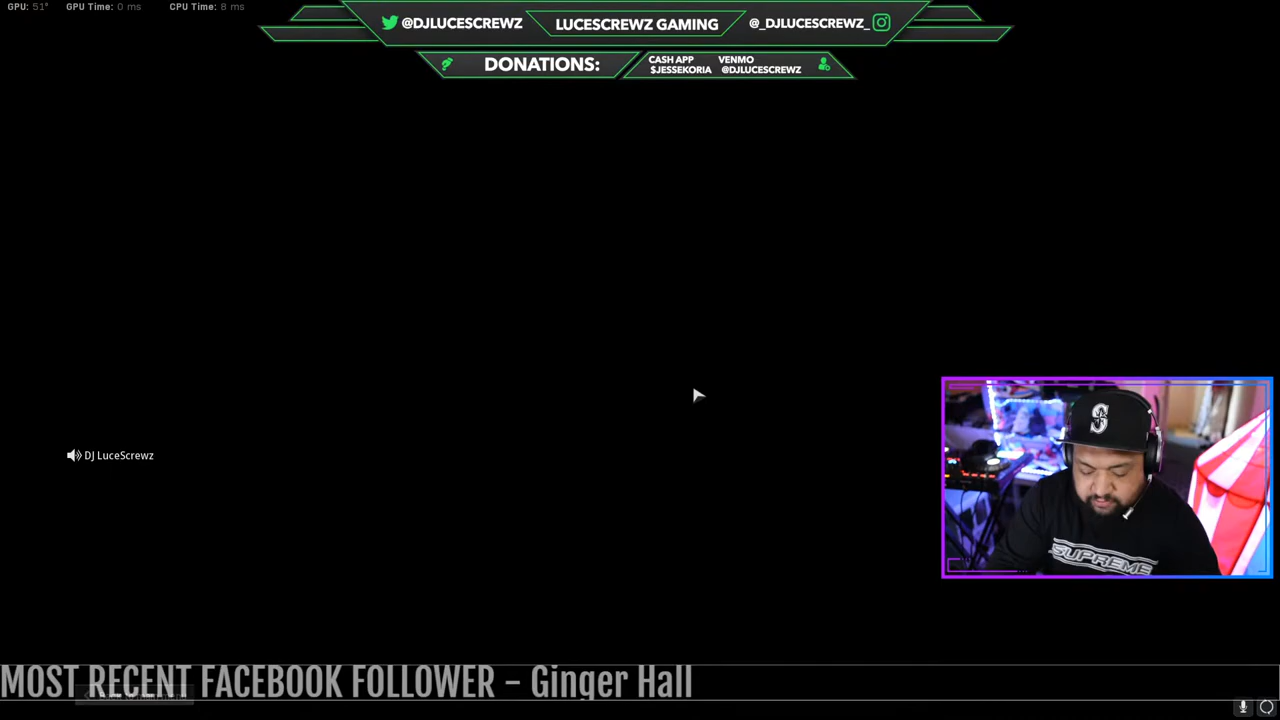 GPU: 51° GPU Time: 0 ms CPU Time: 8 ms
@DJLUCESCREWZ LUCESCREWZ GAMING @_DJLUCESCREWZ_
DONATIONS: CASH APP VENMO
$JESSEKORIA @DJLUCESCREWZ
S
DJ LuceScrewz
SUPREME
MOST RECENT FACEBOOK FOLLOWER - Ginger Hall